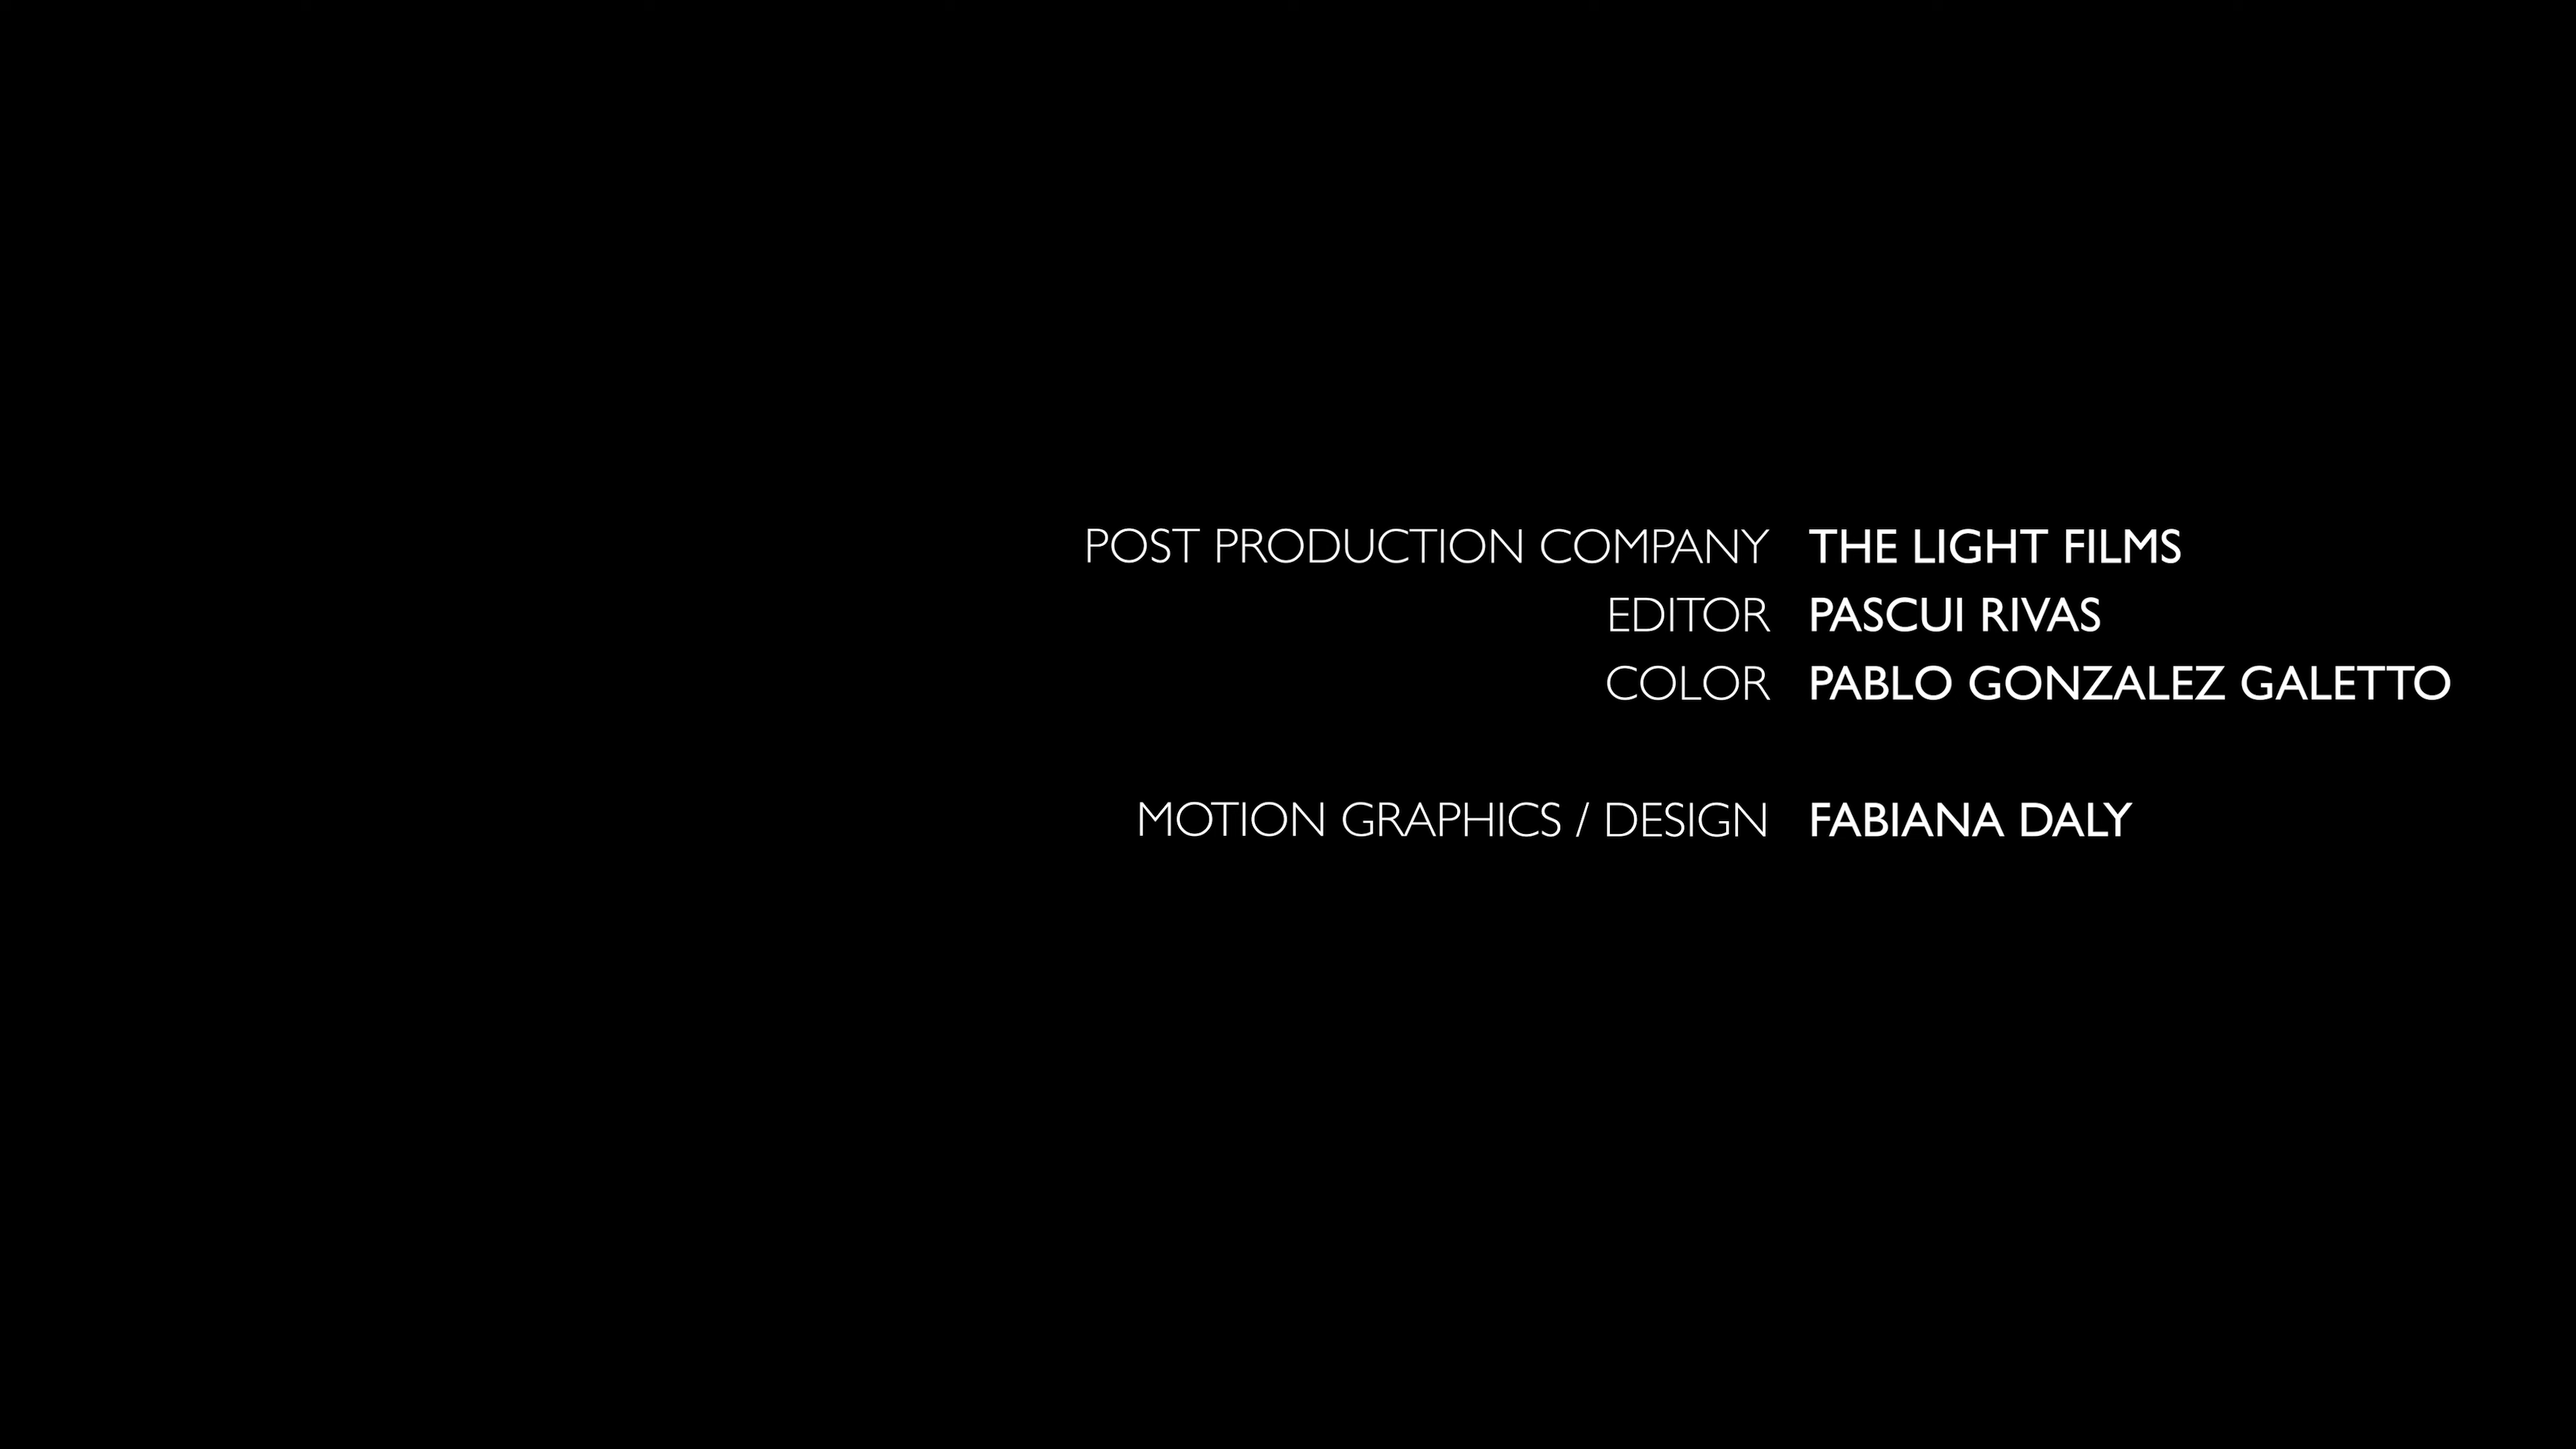 POST PRODUCTION COMPANY THE LIGHT FILMS
EDITOR PASCUI RIVAS
COLOR PABLO GONZALEZ GALETTO
MOTION GRAPHICS / DESIGN FABIANA DALY